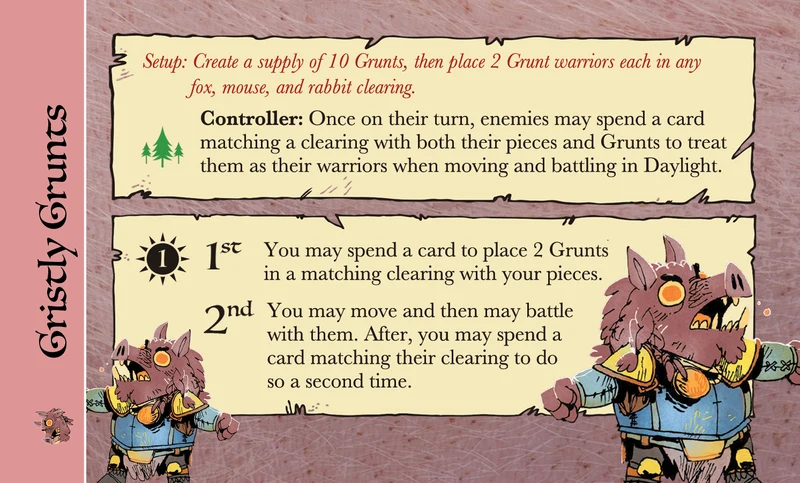 Gristly Grunts
Setup: Create a supply of 10 Grunts, then place 2 Grunt warriors each in any
fox, mouse, and rabbit clearing.
Controller: Once on their turn, enemies may spend a card
matching a clearing with both their pieces and Grunts to treat
them as their warriors when moving and battling in Daylight.
1
1st
You may spend a card to place 2 Grunts
in a matching clearing with your pieces.
2nd
You may move and then may battle
with them. After, you may spend a
card matching their clearing to do
so a second time.